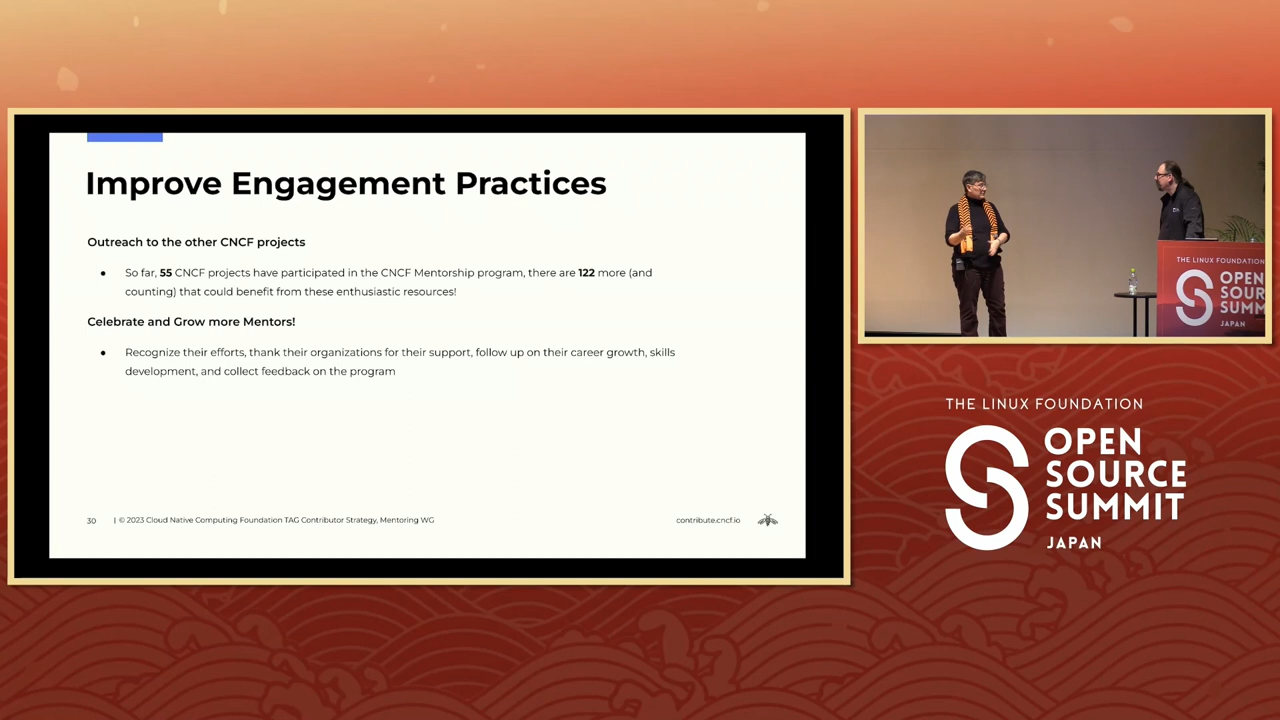 Improve Engagement Practices
Outreach to the other CNCF projects
● So far, 55 CNCF projects have participated in the CNCF Mentorship program, there are 122 more (and
counting) that could benefit from these enthusiastic resources!
Celebrate and Grow more Mentors!
● Recognize their efforts, thank their organizations for their support, follow up on their career growth, skills
development, and collect feedback on the program
30 | © 2023 Cloud Native Computing Foundation TAG Contributor Strategy, Mentoring WG
contribute.cncf.io
THE LINUX FOUNDATION
OPEN
SOUR
SUMM
JAPAN
THE LINUX FOUNDATION
OPEN
SOURCE
SUMMIT
JAPAN